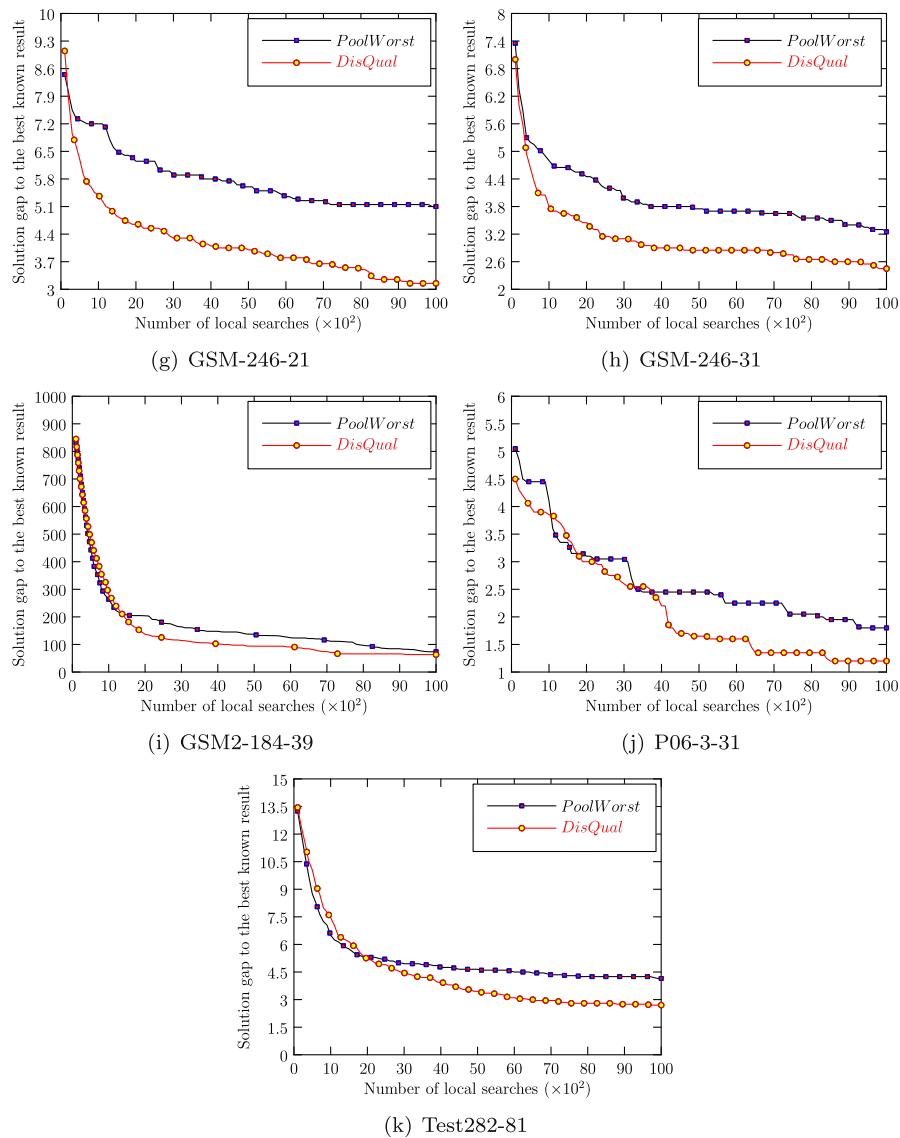 Solution gap to the best known result
10
9.3
8.6
7.9
7.2
6.5
5.8
5.1
4.4
3.7
3
0 10 20 30 40 50 60 70 80 90 100
Number of local searches (×10²)
PoolWorst
DisQual
(g) GSM-246-21
Solution gap to the best known result
8
7.4
6.8
6.2
5.6
5
4.4
3.8
3.2
2.6
2
0 10 20 30 40 50 60 70 80 90 100
Number of local searches (×10²)
PoolWorst
DisQual
(h) GSM-246-31
Solution gap to the best known result
1000
900
800
700
600
500
400
300
200
100
0
0 10 20 30 40 50 60 70 80 90 100
Number of local searches (×10²)
PoolWorst
DisQual
(i) GSM2-184-39
Solution gap to the best known result
6
5.5
5
4.5
4
3.5
3
2.5
2
1.5
1
0 10 20 30 40 50 60 70 80 90 100
Number of local searches (×10²)
PoolWorst
DisQual
(j) P06-3-31
Solution gap to the best known result
15
13.5
12
10.5
9
7.5
6
4.5
3
1.5
0
0 10 20 30 40 50 60 70 80 90 100
Number of local searches (×10²)
PoolWorst
DisQual
(k) Test282-81